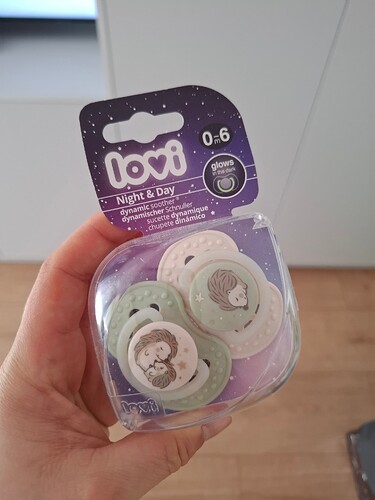 lovi
0-6
m
glows
in the dark
Night & Day
dynamic soother
dynamischer Schnuller
sucette dynamique
chupete dinámico
lovi